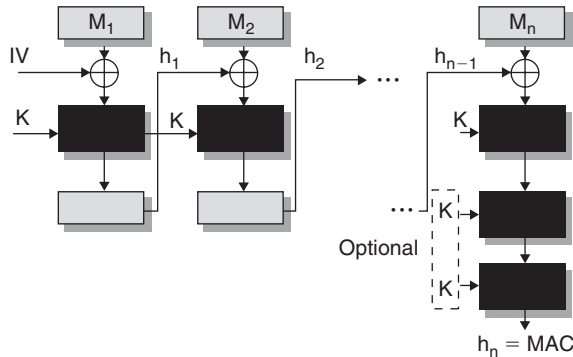 M1 M2 Mn
IV h1 h2 ... hn−1
K K K
... K
Optional
K
hn = MAC